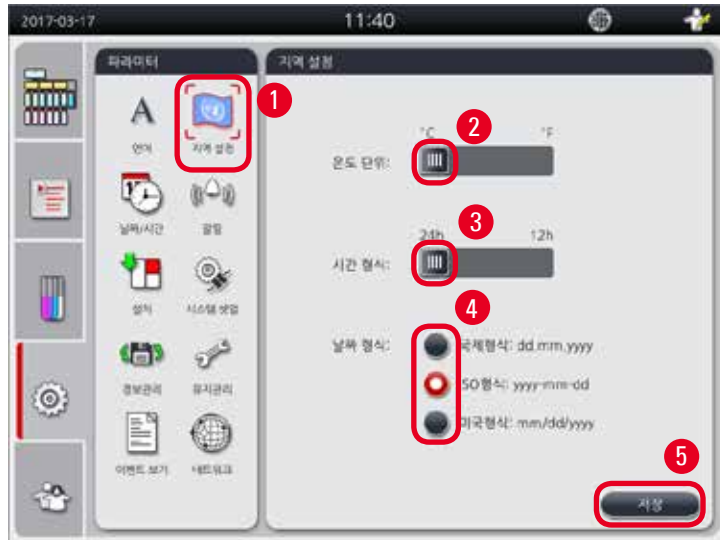 2017-03-17 11:40
파라미터
지역 설정
1
A
언어
지역 설정
날짜/시간
알림
설치
시스템 셋업
정보관리
유지관리
이벤트 보기
네트워크
°C 2 °F
온도 단위:
3
24h 12h
시간 형식:
4
날짜 형식:
국제형식: dd.mm.yyyy
ISO형식: yyyy-mm-dd
미국형식: mm/dd/yyyy
5
저장